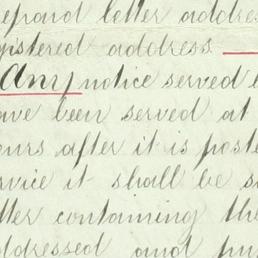 epaid letter addres
gistered address
Any notice served b
ave been served at
ours after it is poste
rvice it shall be s
tter containing the
ddressed and pu